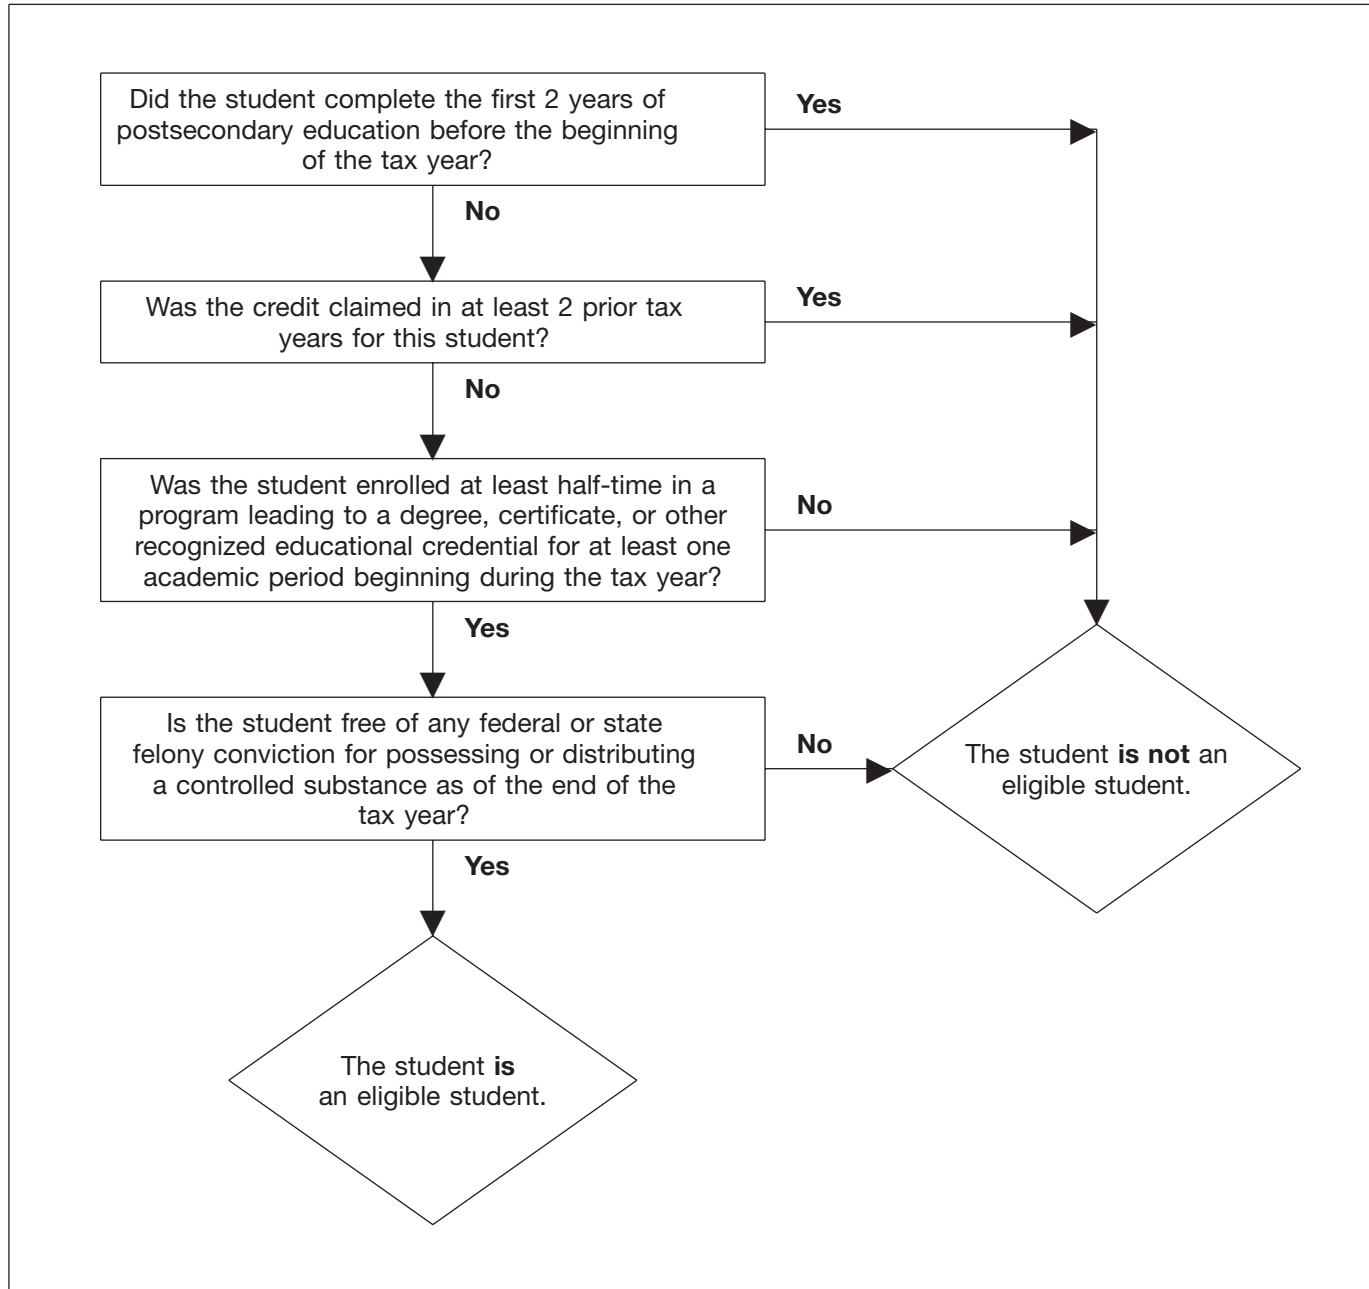 Did the student complete the first 2 years of
postsecondary education before the beginning
of the tax year?
Yes
No
Was the credit claimed in at least 2 prior tax
years for this student?
Yes
No
Was the student enrolled at least half-time in a
program leading to a degree, certificate, or other
recognized educational credential for at least one
academic period beginning during the tax year?
No
Yes
Is the student free of any federal or state
felony conviction for possessing or distributing
a controlled substance as of the end of the
tax year?
No
The student is not an
eligible student.
Yes
The student is
an eligible student.